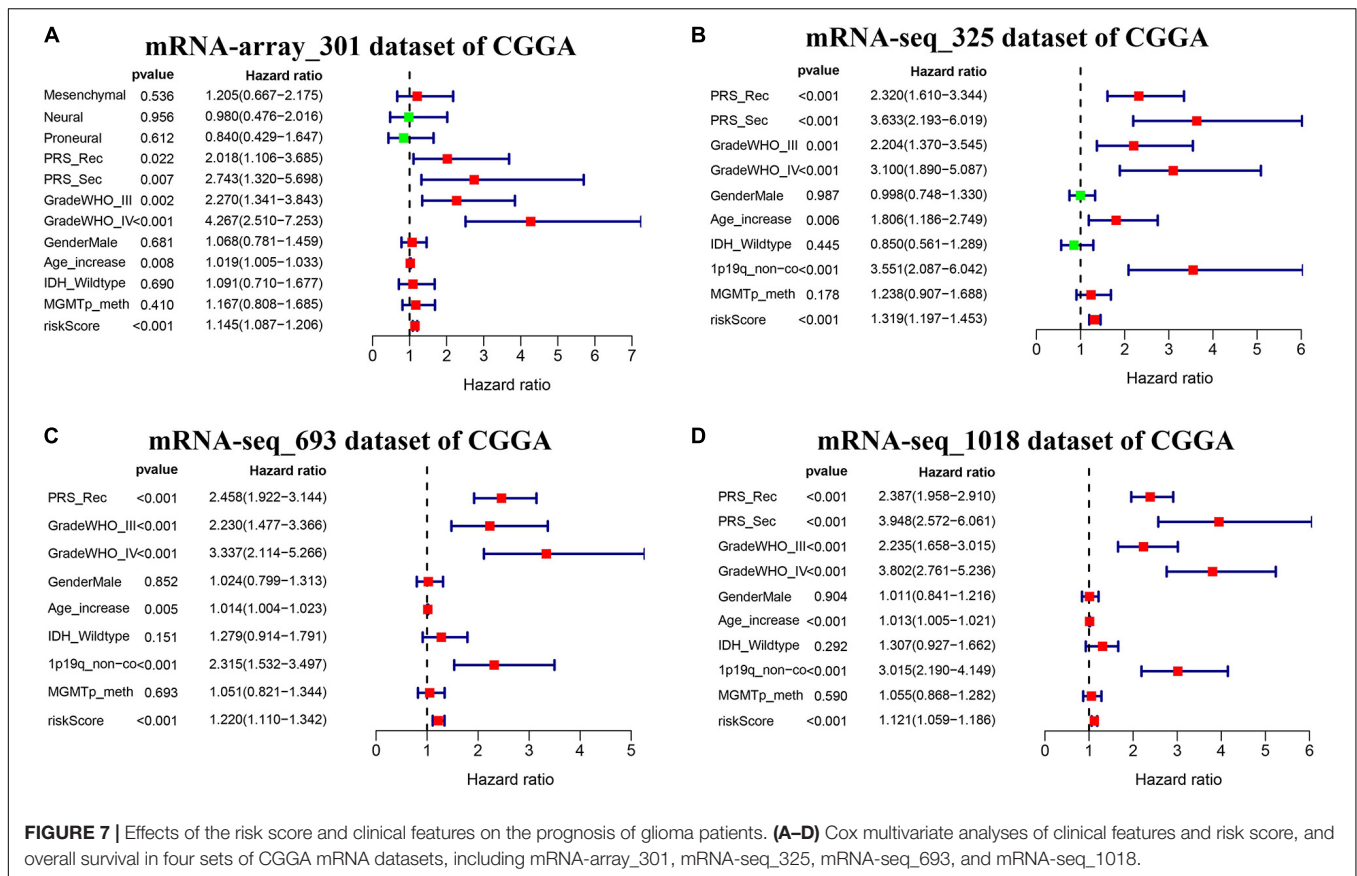 A
mRNA-array_301 dataset of CGGA
pvalue Hazard ratio
Mesenchymal 0.536 1.205(0.667−2.175)
Neural 0.956 0.980(0.476−2.016)
Proneural 0.612 0.840(0.429−1.647)
PRS_Rec 0.022 2.018(1.106−3.685)
PRS_Sec 0.007 2.743(1.320−5.698)
GradeWHO_III 0.002 2.270(1.341−3.843)
GradeWHO_IV<0.001 4.267(2.510−7.253)
GenderMale 0.681 1.068(0.781−1.459)
Age_increase 0.008 1.019(1.005−1.033)
IDH_Wildtype 0.690 1.091(0.710−1.677)
MGMTp_meth 0.410 1.167(0.808−1.685)
riskScore <0.001 1.145(1.087−1.206)
0 1 2 3 4 5 6 7
Hazard ratio
B
mRNA-seq_325 dataset of CGGA
pvalue Hazard ratio
PRS_Rec <0.001 2.320(1.610−3.344)
PRS_Sec <0.001 3.633(2.193−6.019)
GradeWHO_III 0.001 2.204(1.370−3.545)
GradeWHO_IV<0.001 3.100(1.890−5.087)
GenderMale 0.987 0.998(0.748−1.330)
Age_increase 0.006 1.806(1.186−2.749)
IDH_Wildtype 0.445 0.850(0.561−1.289)
1p19q_non−co<0.001 3.551(2.087−6.042)
MGMTp_meth 0.178 1.238(0.907−1.688)
riskScore <0.001 1.319(1.197−1.453)
0 1 2 3 4 5 6
Hazard ratio
C
mRNA-seq_693 dataset of CGGA
pvalue Hazard ratio
PRS_Rec <0.001 2.458(1.922−3.144)
GradeWHO_III<0.001 2.230(1.477−3.366)
GradeWHO_IV<0.001 3.337(2.114−5.266)
GenderMale 0.852 1.024(0.799−1.313)
Age_increase 0.005 1.014(1.004−1.023)
IDH_Wildtype 0.151 1.279(0.914−1.791)
1p19q_non−co<0.001 2.315(1.532−3.497)
MGMTp_meth 0.693 1.051(0.821−1.344)
riskScore <0.001 1.220(1.110−1.342)
0 1 2 3 4 5
Hazard ratio
D
mRNA-seq_1018 dataset of CGGA
pvalue Hazard ratio
PRS_Rec <0.001 2.387(1.958−2.910)
PRS_Sec <0.001 3.948(2.572−6.061)
GradeWHO_III<0.001 2.235(1.658−3.015)
GradeWHO_IV<0.001 3.802(2.761−5.236)
GenderMale 0.904 1.011(0.841−1.216)
Age_increase <0.001 1.013(1.005−1.021)
IDH_Wildtype 0.292 1.307(0.927−1.662)
1p19q_non−co<0.001 3.015(2.190−4.149)
MGMTp_meth 0.590 1.055(0.868−1.282)
riskScore <0.001 1.121(1.059−1.186)
0 1 2 3 4 5 6
Hazard ratio
FIGURE 7 | Effects of the risk score and clinical features on the prognosis of glioma patients. (A–D) Cox multivariate analyses of clinical features and risk score, and
overall survival in four sets of CGGA mRNA datasets, including mRNA-array_301, mRNA-seq_325, mRNA-seq_693, and mRNA-seq_1018.